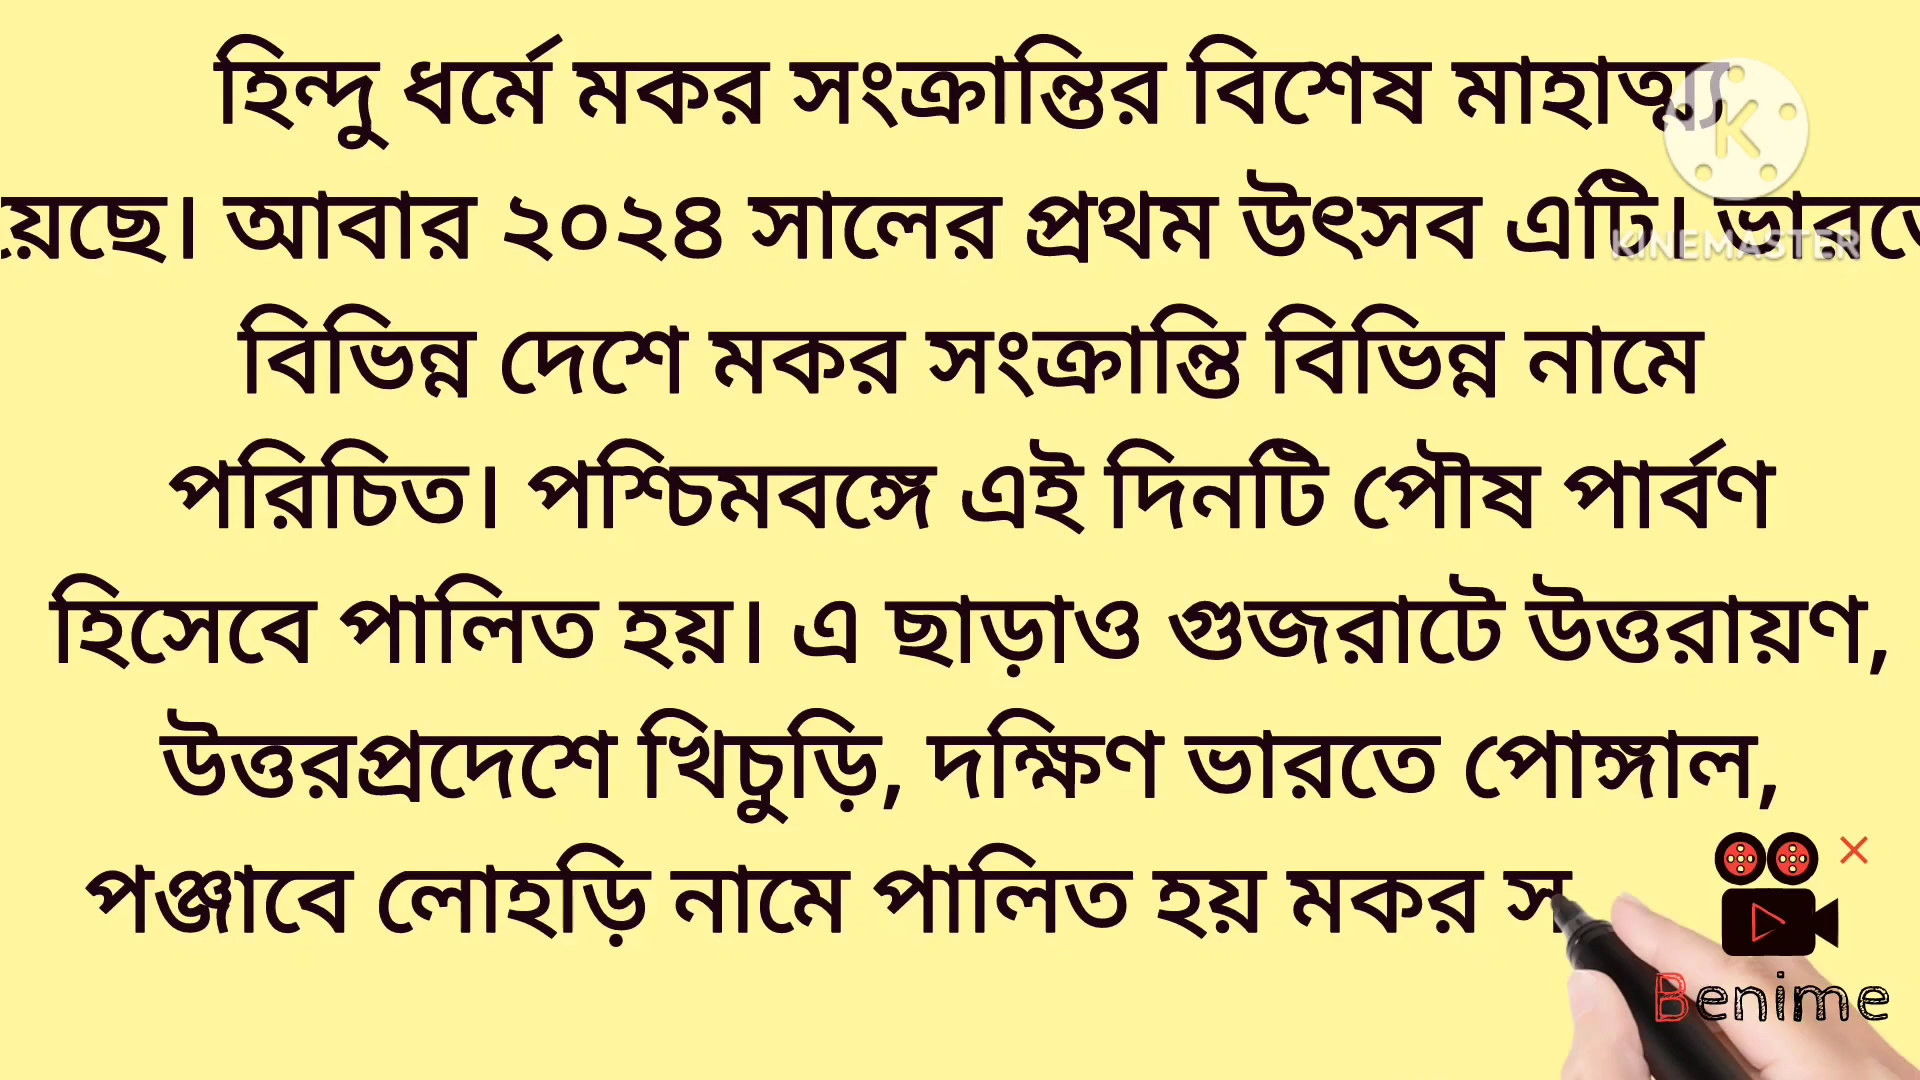 হিন্দু ধর্মে মকর সংক্রান্তির বিশেষ মাহাত্ম্য
য়েছে। আবার ২০২৪ সালের প্রথম উৎসব এটি। ভারতে
বিভিন্ন দেশে মকর সংক্রান্তি বিভিন্ন নামে
পরিচিত। পশ্চিমবঙ্গে এই দিনটি পৌষ পার্বণ
হিসেবে পালিত হয়। এ ছাড়াও গুজরাটে উত্তরায়ণ,
উত্তরপ্রদেশে খিচুড়ি, দক্ষিণ ভারতে পোঙ্গাল,
পঞ্জাবে লোহড়ি নামে পালিত হয় মকর স
K
KINEMASTER
Benime